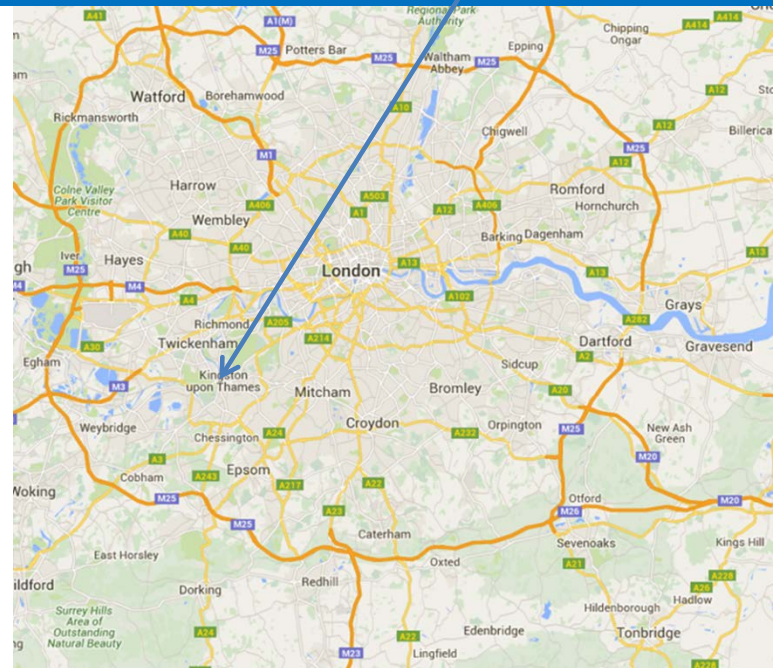 A41
A1(M)
Regional Park
Authority
Epping
Chipping
Ongar
A414
A414
M25
Potters Bar
M25
Waltham
Abbey
M25
Watford
Borehamwood
A12
Rickmansworth
A10
Chigwell
A12
Billerica
M1
M25
A12
Colne Valley
Park Visitor
Centre
Harrow
A406
A503
A1
A12
A406
Romford
Hornchurch
Wembley
A40
A40
Barking
Dagenham
Iver
M25
Hayes
London
A13
A13
A13
M4
M4
A4
A102
Grays
Richmond
A205
A282
Twickenham
A214
Dartford
Gravesend
Egham
A30
A2
M3
Kingston
upon Thames
Sidcup
Mitcham
Bromley
A20
Weybridge
Croydon
Orpington
New Ash
Green
Chessington
A24
A232
M25
A3
Epsom
M20
Cobham
A243
A217
A22
Woking
M25
Otford
M20
M25
A23
M26
Caterham
Sevenoaks
Kings Hill
East Horsley
Oxted
A21
ildford
Dorking
Redhill
A228
A26
Surrey Hills
Area of
Outstanding
Natural Beauty
Hildenborough
Hadlow
A24
A22
Edenbridge
Tonbridge
M23
Lingfield
A228